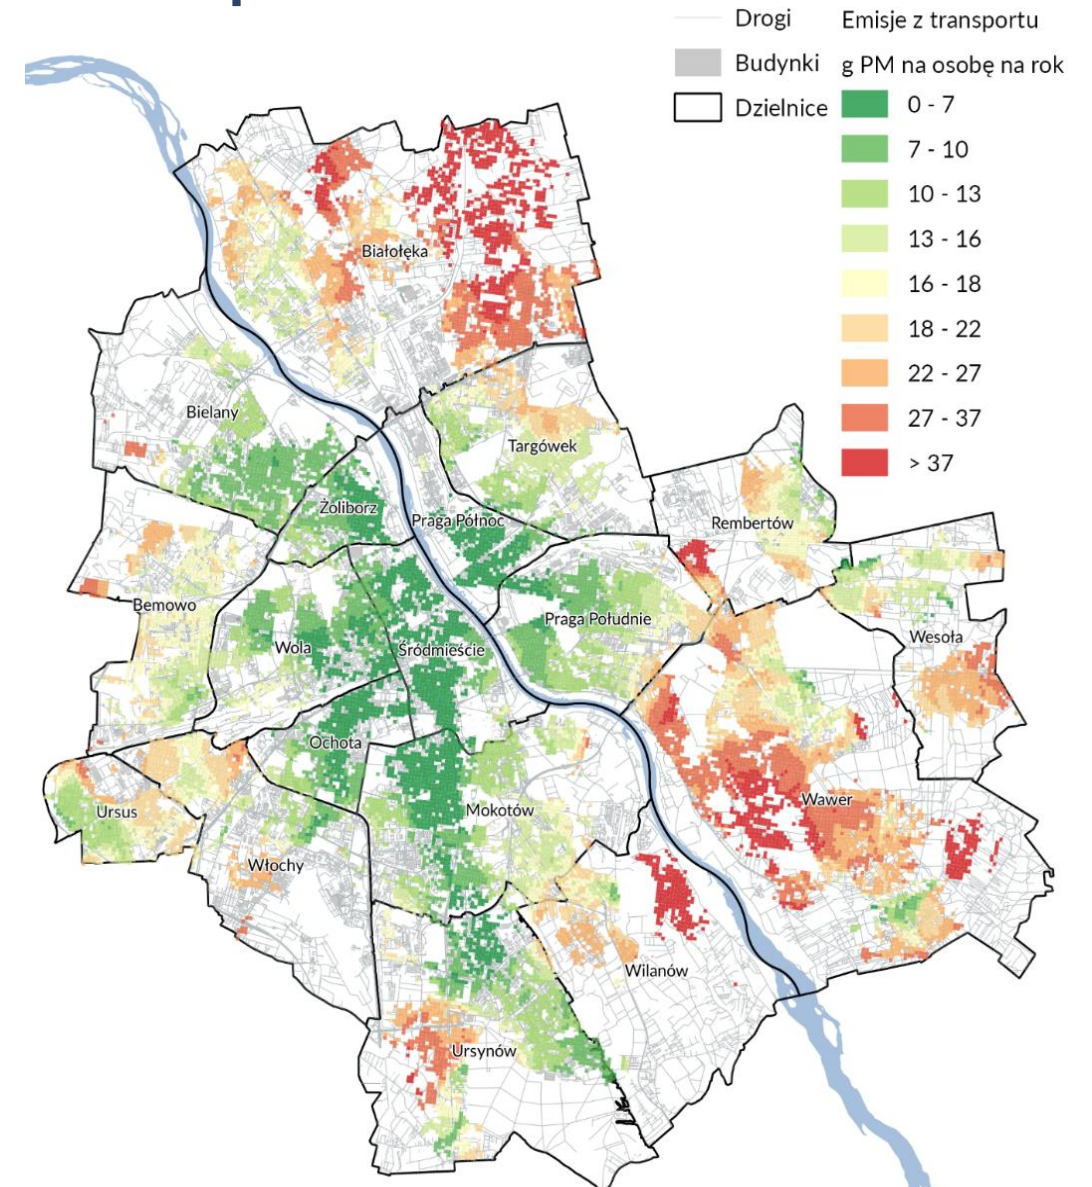 Drogi
Budynki
Dzielnice
Emisje z transportu
g PM na osobę na rok
0 - 7
7 - 10
10 - 13
13 - 16
16 - 18
18 - 22
22 - 27
27 - 37
> 37
Białołęka
Bielany
Targówek
Żoliborz
Praga Północ
Rembertów
Bemowo
Praga Południe
Wola
Śródmieście
Wesoła
Ochota
Ursus
Mokotów
Wawer
Włochy
Wilanów
Ursynów